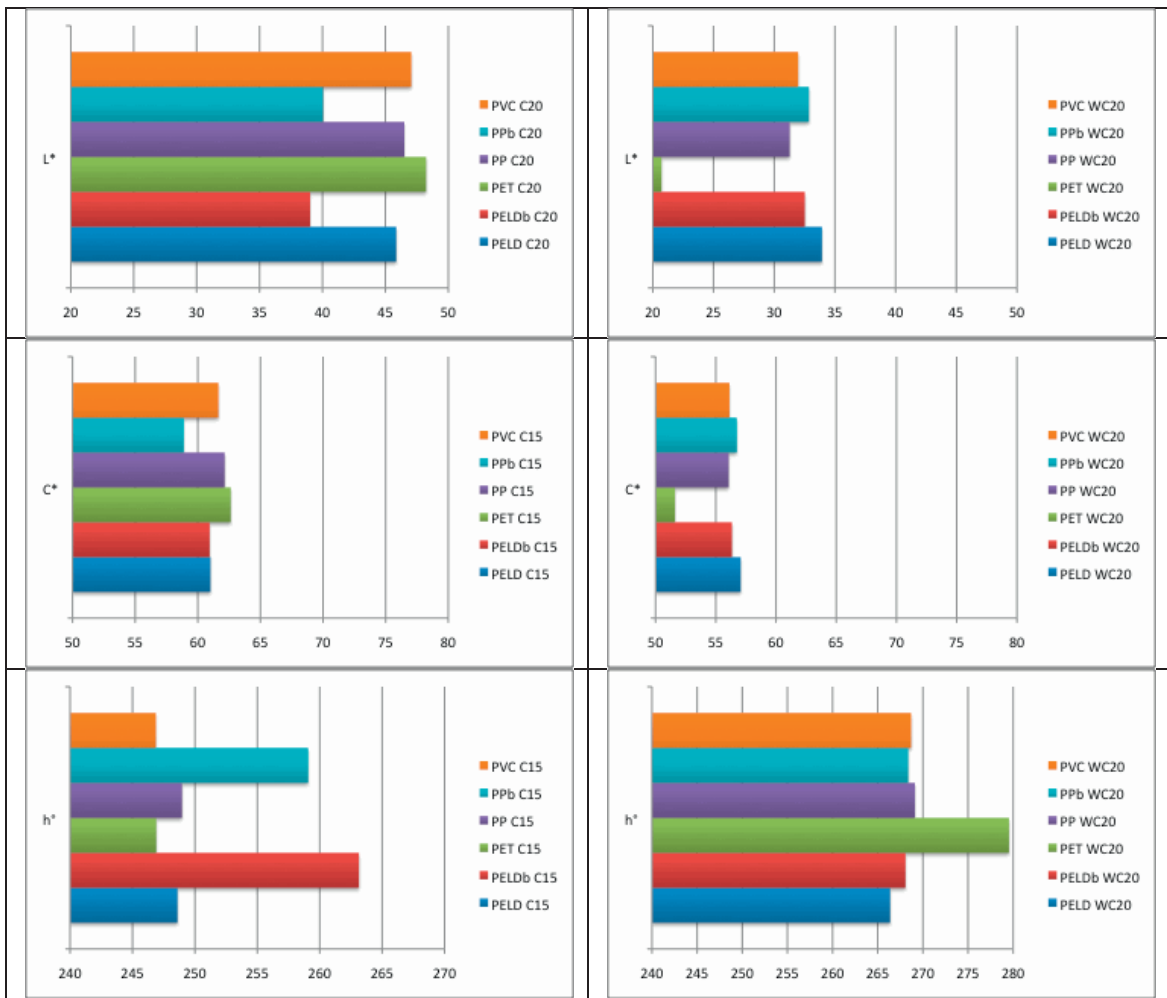 PVC C20
PPb C20
PP C20
L*
PET C20
PELDb C20
PELD C20
20 25 30 35 40 45 50
PVC WC20
PPb WC20
PP WC20
L*
PET WC20
PELDb WC20
PELD WC20
20 25 30 35 40 45 50
PVC C15
PPb C15
PP C15
C*
PET C15
PELDb C15
PELD C15
50 55 60 65 70 75 80
PVC WC20
PPb WC20
PP WC20
C*
PET WC20
PELDb WC20
PELD WC20
50 55 60 65 70 75 80
PVC C15
PPb C15
PP C15
h°
PET C15
PELDb C15
PELD C15
240 245 250 255 260 265 270
PVC WC20
PPb WC20
PP WC20
h°
PET WC20
PELDb WC20
PELD WC20
240 245 250 255 260 265 270 275 280